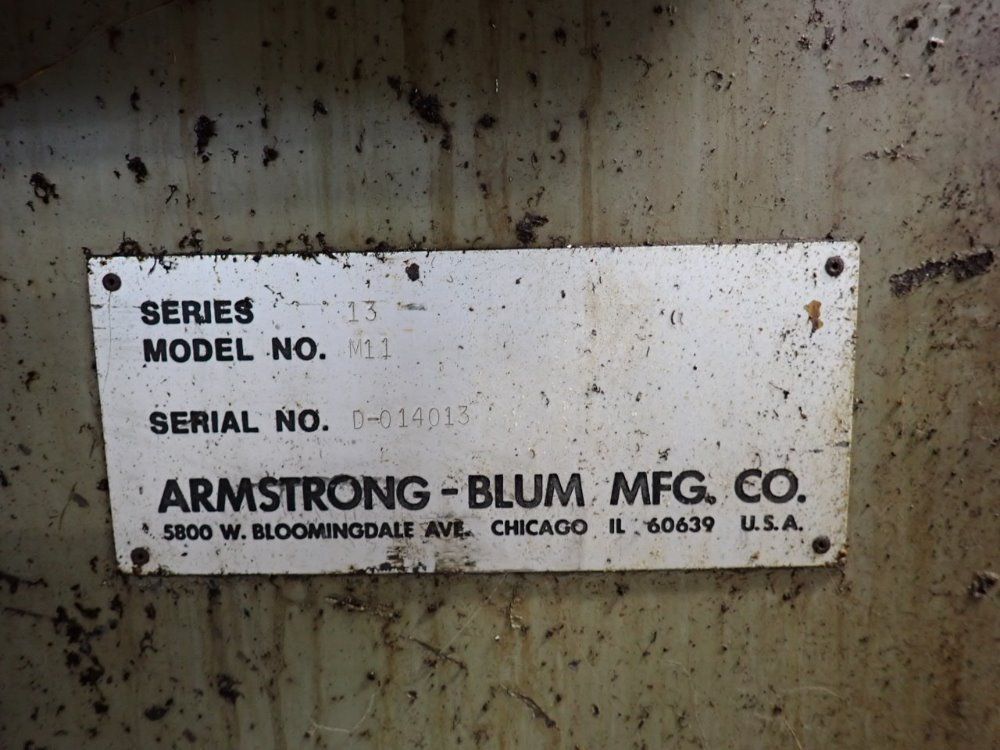 SERIES 13
MODEL NO. M11
SERIAL NO. D-014013
ARMSTRONG - BLUM MFG. CO.
5800 W. BLOOMINGDALE AVE. CHICAGO IL 60639 U.S.A.